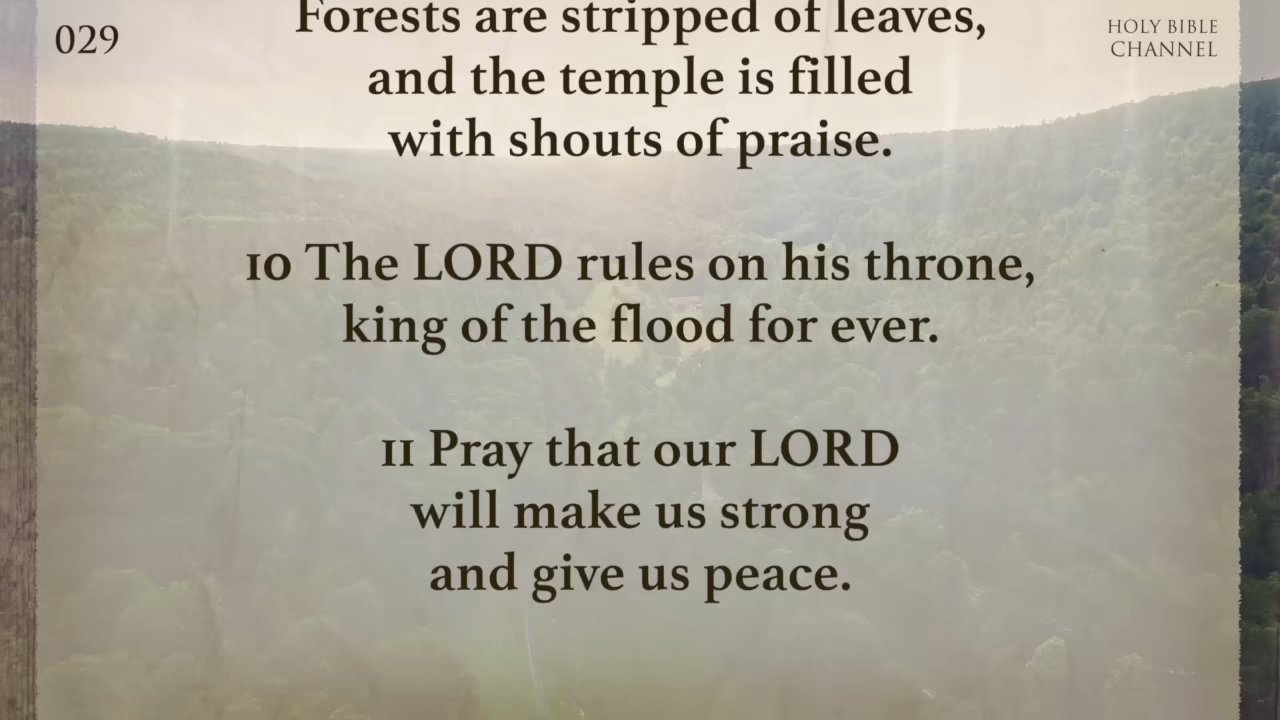 029
HOLY BIBLE
CHANNEL
Forests are stripped of leaves,
and the temple is filled
with shouts of praise.
10 The LORD rules on his throne,
king of the flood for ever.
11 Pray that our LORD
will make us strong
and give us peace.